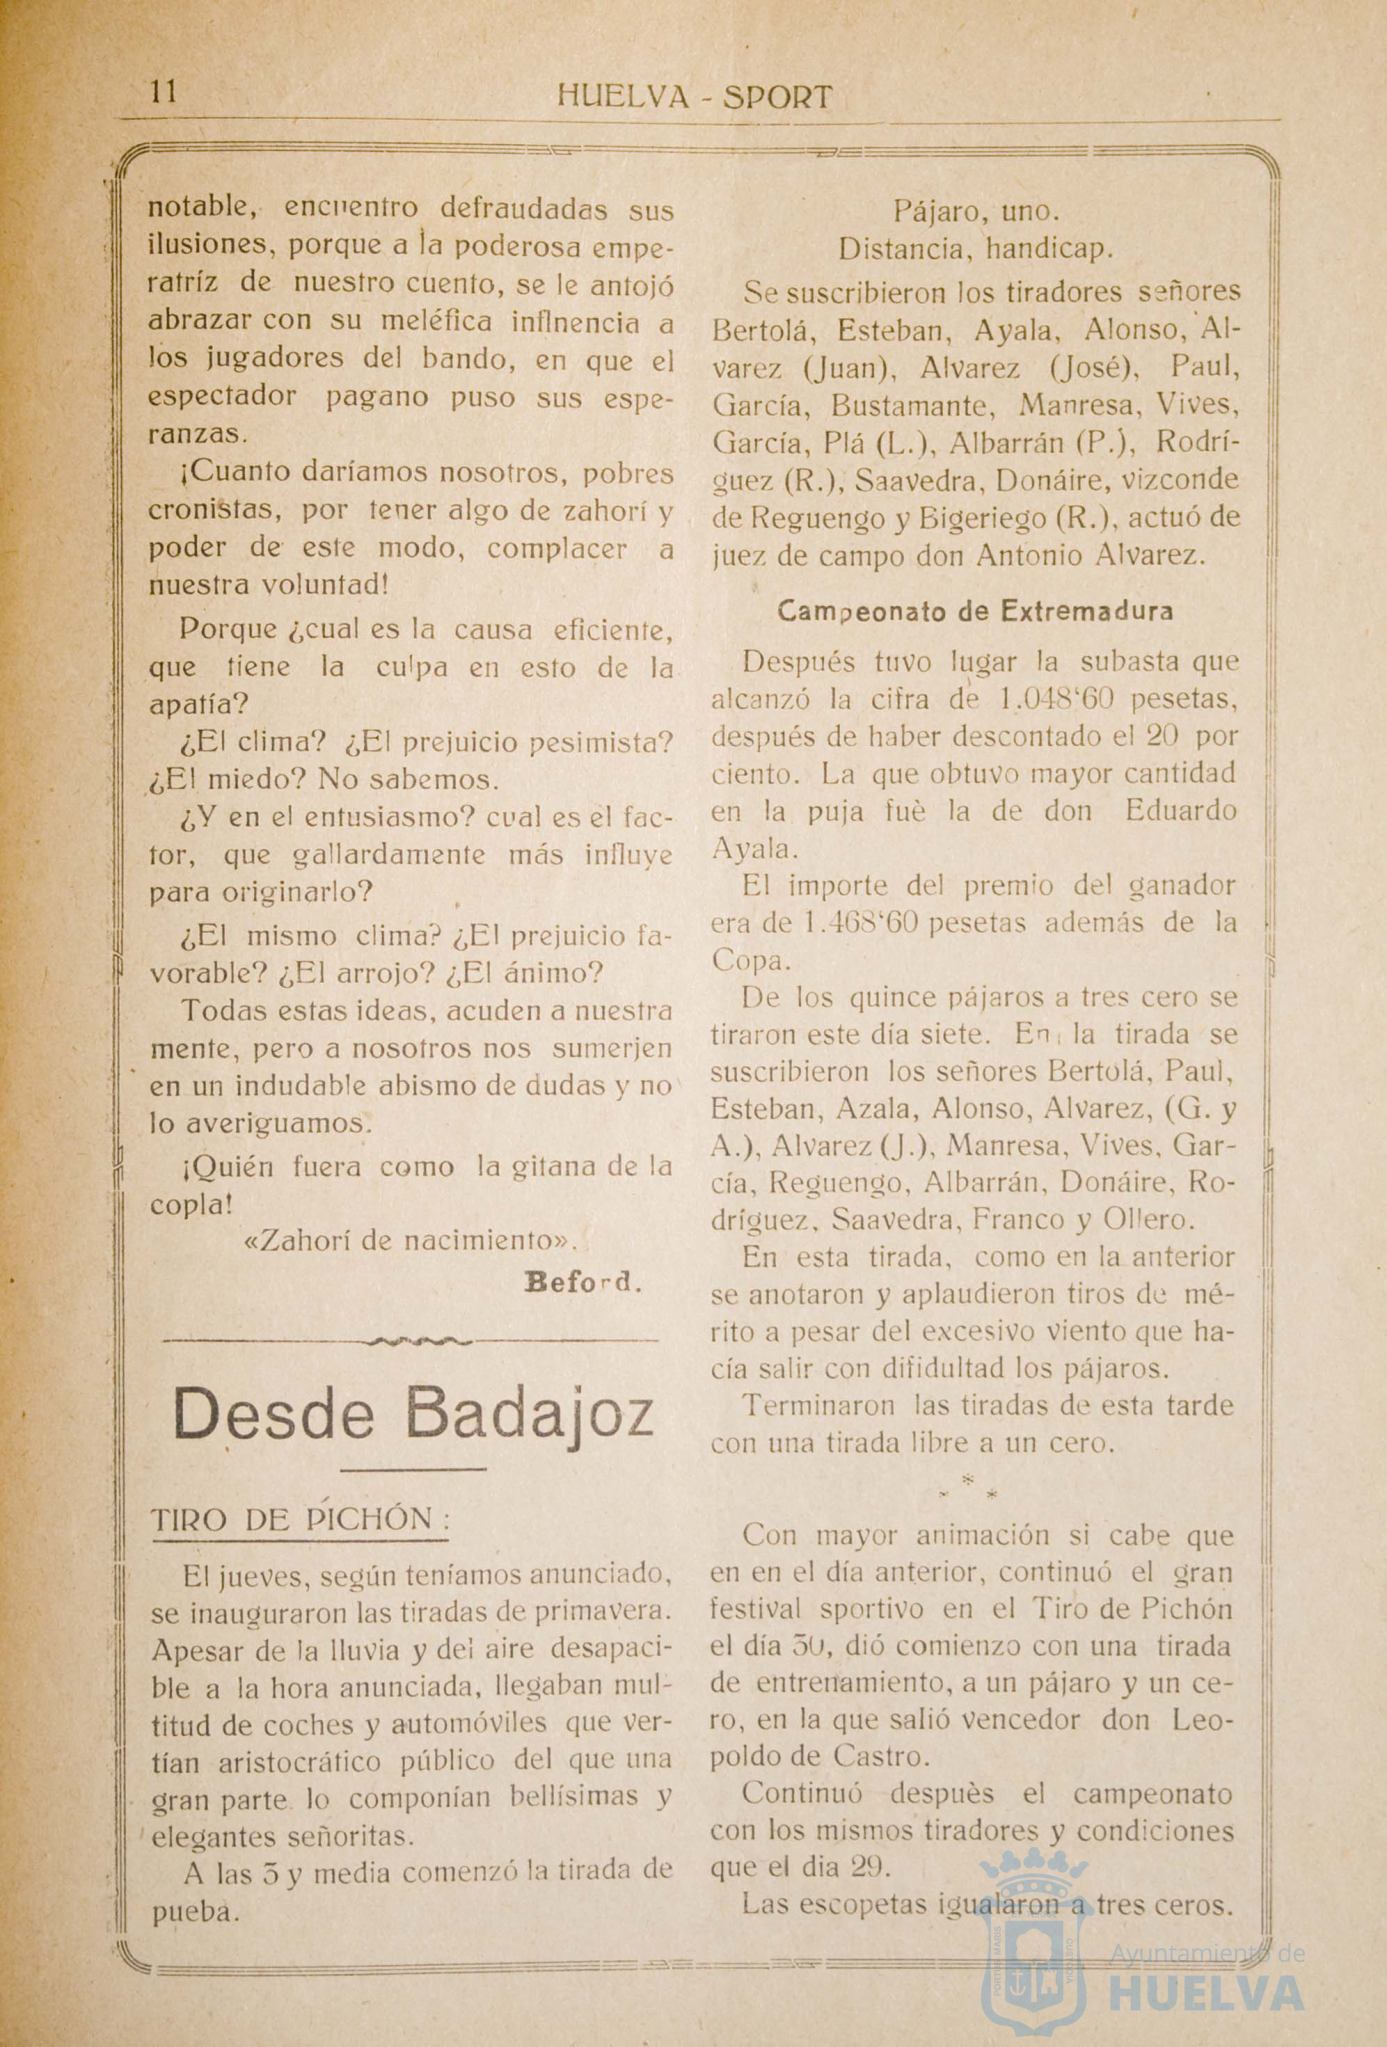 11
HUELVA - SPORT
notable, encuentro defraudadas sus
ilusiones, porque a la poderosa empe-
ratríz de nuestro cuento, se le antojó
abrazar con su meléfica inflnencia a
los jugadores del bando, en que el
espectador pagano puso sus espe-
ranzas.
¡Cuanto daríamos nosotros, pobres
cronistas, por tener algo de zahorí y
poder de este modo, complacer a
nuestra voluntad!
Porque ¿cual es la causa eficiente,
que tiene la culpa en esto de la
apatía?
¿El clima? ¿El prejuicio pesimista?
¿El miedo? No sabemos.
¿Y en el entusiasmo? cual es el fac-
tor, que gallardamente más influye
para originarlo?
¿El mismo clima? ¿El prejuicio fa-
vorable? ¿El arrojo? ¿El ánimo?
Todas estas ideas, acuden a nuestra
mente, pero a nosotros nos sumerjen
en un indudable abismo de dudas y no
lo averiguamos.
¡Quién fuera como la gitana de la
copla!
«Zahorí de nacimiento».
Beford.
Desde Badajoz
TIRO DE PÍCHÓN :
El jueves, según teníamos anunciado,
se inauguraron las tiradas de primavera.
Apesar de la lluvia y del aire desapaci-
ble a la hora anunciada, llegaban mul-
titud de coches y automóviles que ver-
tían aristocrático público del que una
gran parte lo componían bellísimas y
elegantes señoritas.
A las 3 y media comenzó la tirada de
pueba.
Pájaro, uno.
Distancia, handicap.
Se suscribieron los tiradores señores
Bertolá, Esteban, Ayala, Alonso, Al-
varez (Juan), Alvarez (José), Paul,
García, Bustamante, Manresa, Vives,
García, Plá (L.), Albarrán (P.), Rodrí-
guez (R.), Saavedra, Donáire, vizconde
de Reguengo y Bigeriego (R.), actuó de
juez de campo don Antonio Alvarez.
Campeonato de Extremadura
Después tuvo lugar la subasta que
alcanzó la cifra de 1.048‘60 pesetas,
después de haber descontado el 20 por
ciento. La que obtuvo mayor cantidad
en la puja fuè la de don Eduardo
Ayala.
El importe del premio del ganador
era de 1.468‘60 pesetas además de la
Copa.
De los quince pájaros a tres cero se
tiraron este día siete. En la tirada se
suscribieron los señores Bertolá, Paul,
Esteban, Azala, Alonso, Alvarez, (G. y
A.), Alvarez (J.), Manresa, Vives, Gar-
cía, Reguengo, Albarrán, Donáire, Ro-
dríguez, Saavedra, Franco y Ollero.
En esta tirada, como en la anterior
se anotaron y aplaudieron tiros de mé-
rito a pesar del excesivo viento que ha-
cía salir con difidultad los pájaros.
Terminaron las tiradas de esta tarde
con una tirada libre a un cero.
* * *
Con mayor animación si cabe que
en en el día anterior, continuó el gran
festival sportivo en el Tiro de Pichón
el día 30, dió comienzo con una tirada
de entrenamiento, a un pájaro y un ce-
ro, en la que salió vencedor don Leo-
poldo de Castro.
Continuó despuès el campeonato
con los mismos tiradores y condiciones
que el dia 29.
Las escopetas igualaron a tres ceros.
Ayuntamiento de
HUELVA